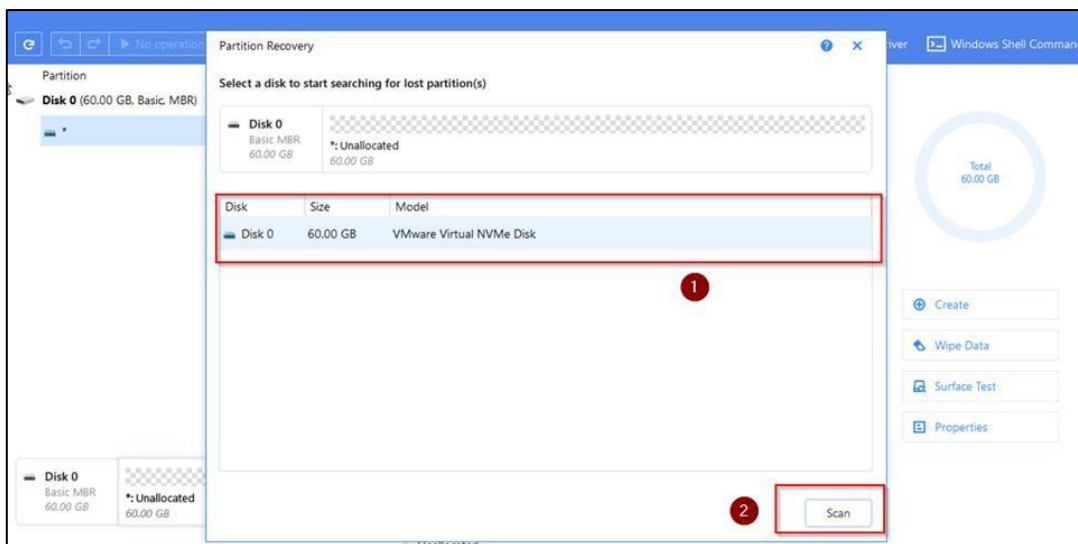 No operation
Partition Recovery
iver
Windows Shell Comman
Partition
Disk 0 (60.00 GB, Basic, MBR)
*
Select a disk to start searching for lost partition(s)
Disk 0
Basic MBR
60.00 GB
*: Unallocated
60.00 GB
Total
60.00 GB
Disk Size Model
Disk 0 60.00 GB VMware Virtual NVMe Disk
1
Create
Wipe Data
Surface Test
Properties
Disk 0
Basic MBR
60.00 GB
*: Unallocated
60.00 GB
2
Scan